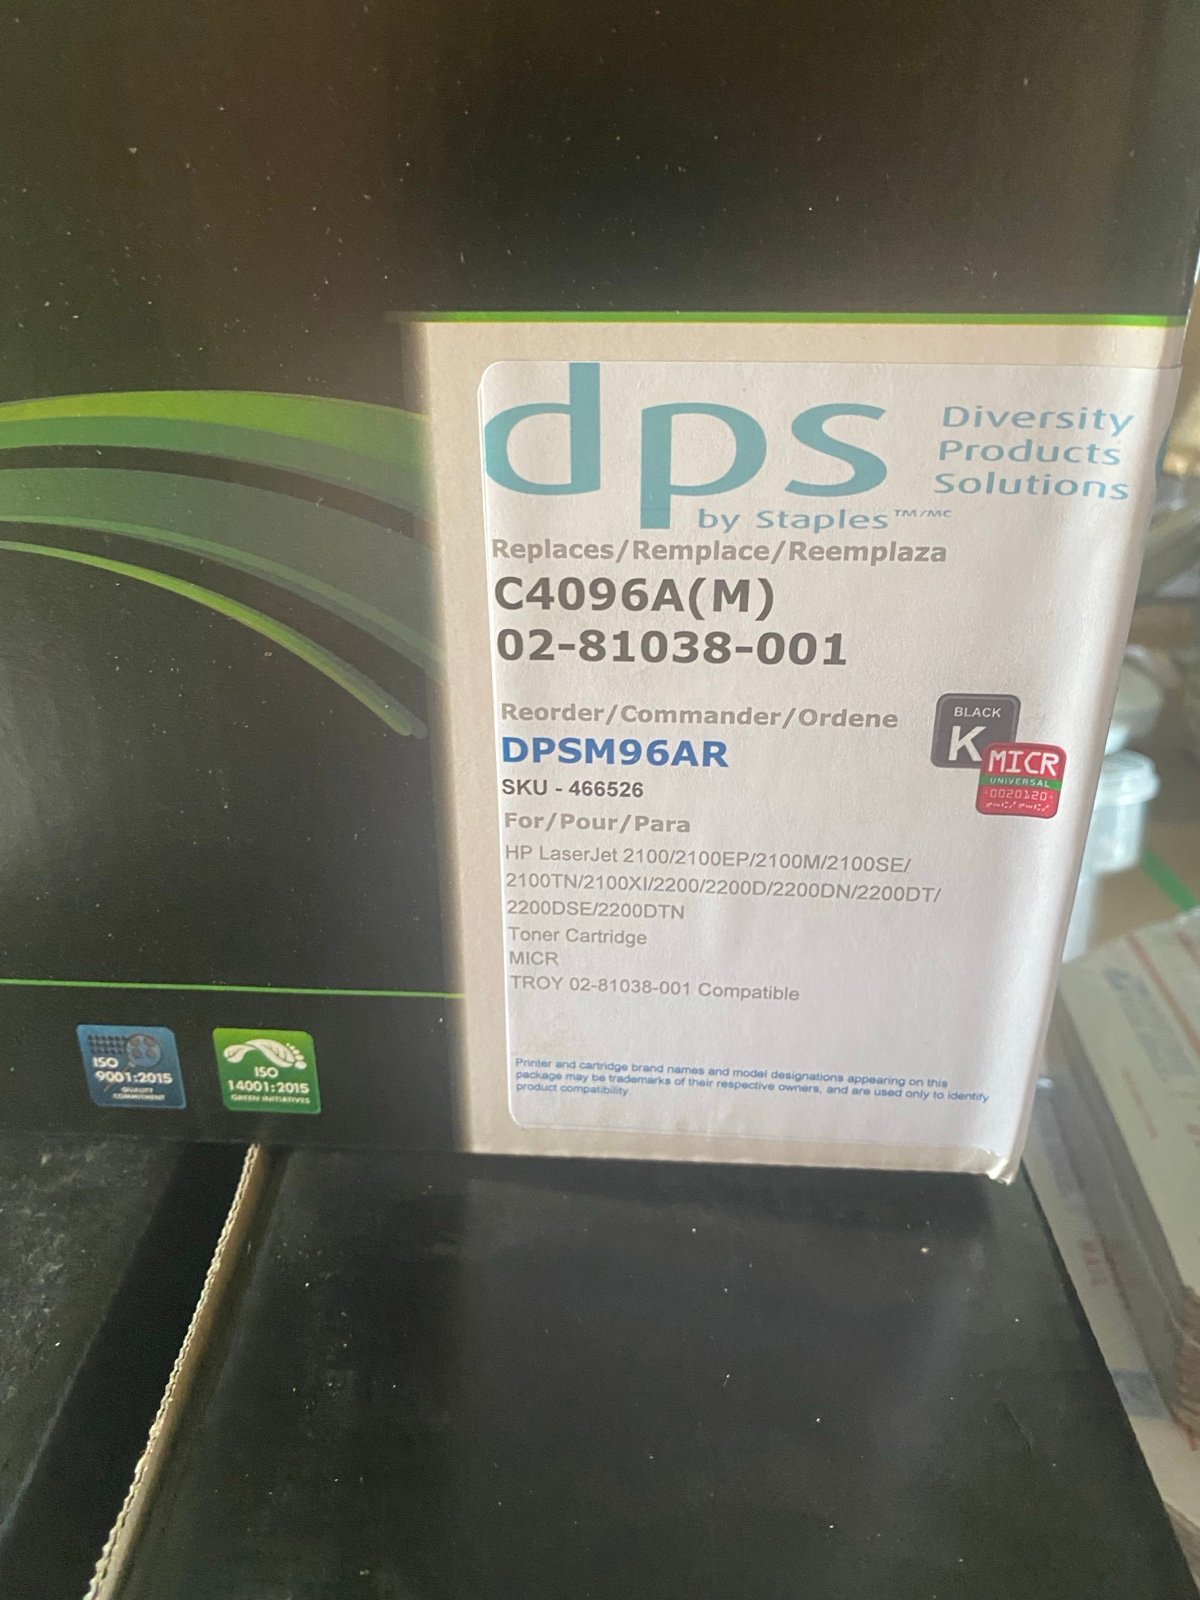 dps
Diversity
Products
Solutions
by Staples™/MC
Replaces/Remplace/Reemplaza
C4096A(M)
02-81038-001
Reorder/Commander/Ordene
DPSM96AR
SKU - 466526
For/Pour/Para
HP LaserJet 2100/2100EP/2100M/2100SE/
2100TN/2100XI/2200/2200D/2200DN/2200DT/
2200DSE/2200DTN
Toner Cartridge
MICR
TROY 02-81038-001 Compatible
BLACK
K
MICR
UNIVERSAL
0020120
Printer and cartridge brand names and model designations appearing on this
package may be trademarks of their respective owners, and are used only to identify
product compatibility.
ISO
9001:2015
QUALITY
COMMITMENT
ISO
14001:2015
GREEN INITIATIVES